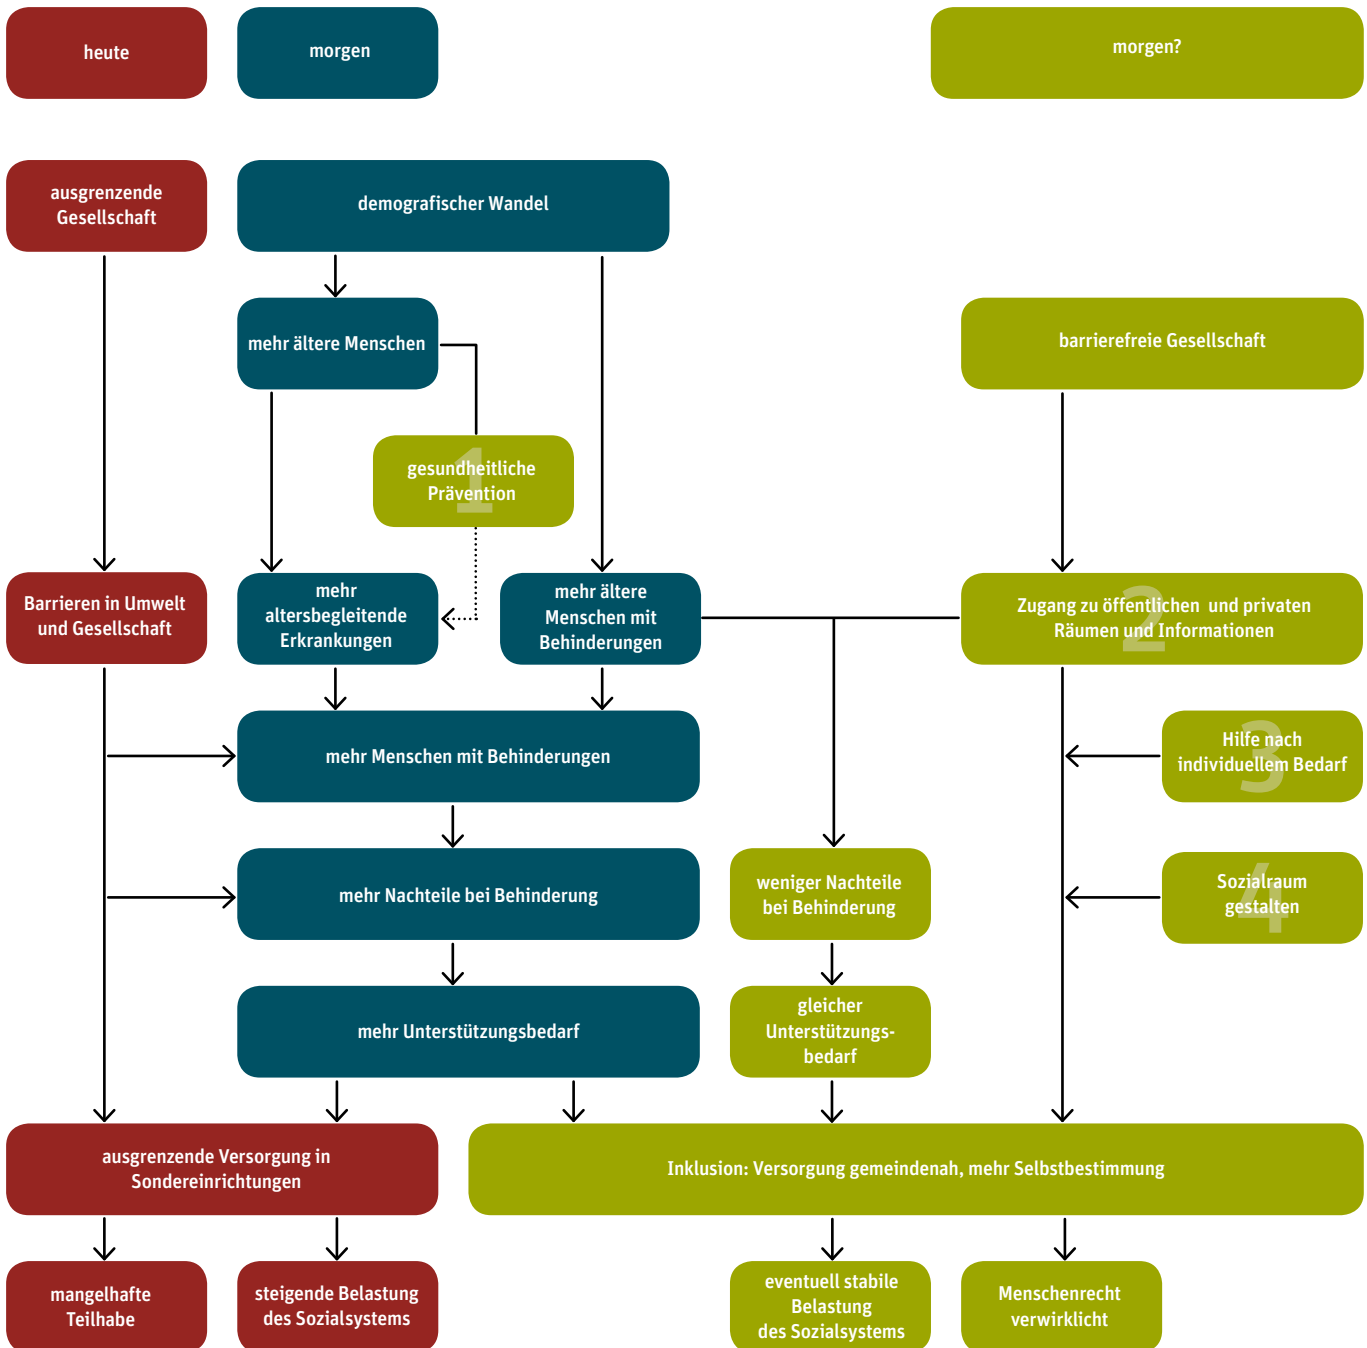 heute
morgen
morgen?
ausgrenzende
Gesellschaft
demografischer Wandel
mehr ältere Menschen
barrierefreie Gesellschaft
1
gesundheitliche
Prävention
Barrieren in Umwelt
und Gesellschaft
mehr
altersbegleitende
Erkrankungen
mehr ältere
Menschen mit
Behinderungen
2
Zugang zu öffentlichen und privaten
Räumen und Informationen
mehr Menschen mit Behinderungen
3
Hilfe nach
individuellem Bedarf
mehr Nachteile bei Behinderung
weniger Nachteile
bei Behinderung
4
Sozialraum
gestalten
mehr Unterstützungsbedarf
gleicher
Unterstützungs-
bedarf
ausgrenzende Versorgung in
Sondereinrichtungen
Inklusion: Versorgung gemeindenah, mehr Selbstbestimmung
mangelhafte
Teilhabe
steigende Belastung
des Sozialsystems
eventuell stabile
Belastung
des Sozialsystems
Menschenrecht
verwirklicht